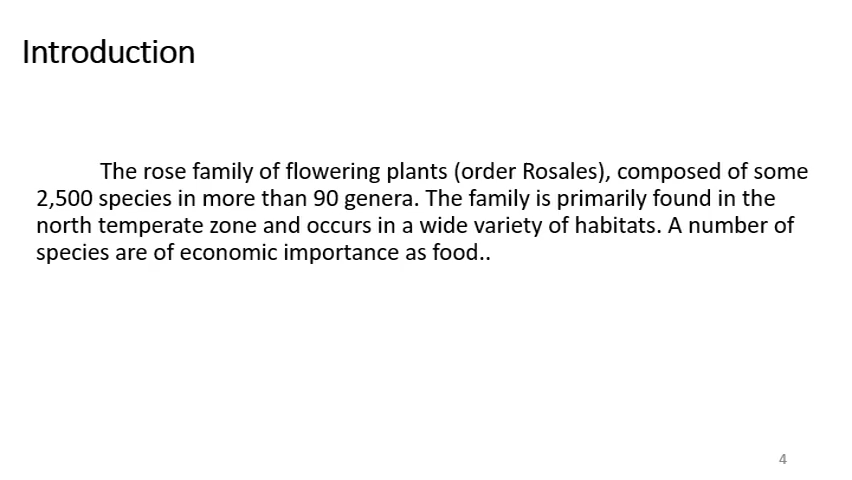 Introduction
The rose family of flowering plants (order Rosales), composed of some
2,500 species in more than 90 genera. The family is primarily found in the
north temperate zone and occurs in a wide variety of habitats. A number of
species are of economic importance as food..
4